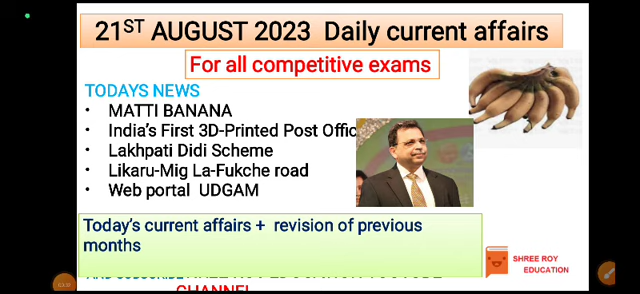 21ST AUGUST 2023 Daily current affairs
For all competitive exams
TODAYS NEWS
• MATTI BANANA
• India's First 3D-Printed Post Offic
• Lakhpati Didi Scheme
• Likaru-Mig La-Fukche road
• Web portal UDGAM
Today's current affairs + revision of previous
months
SHREE ROY
EDUCATION
CHANNEL